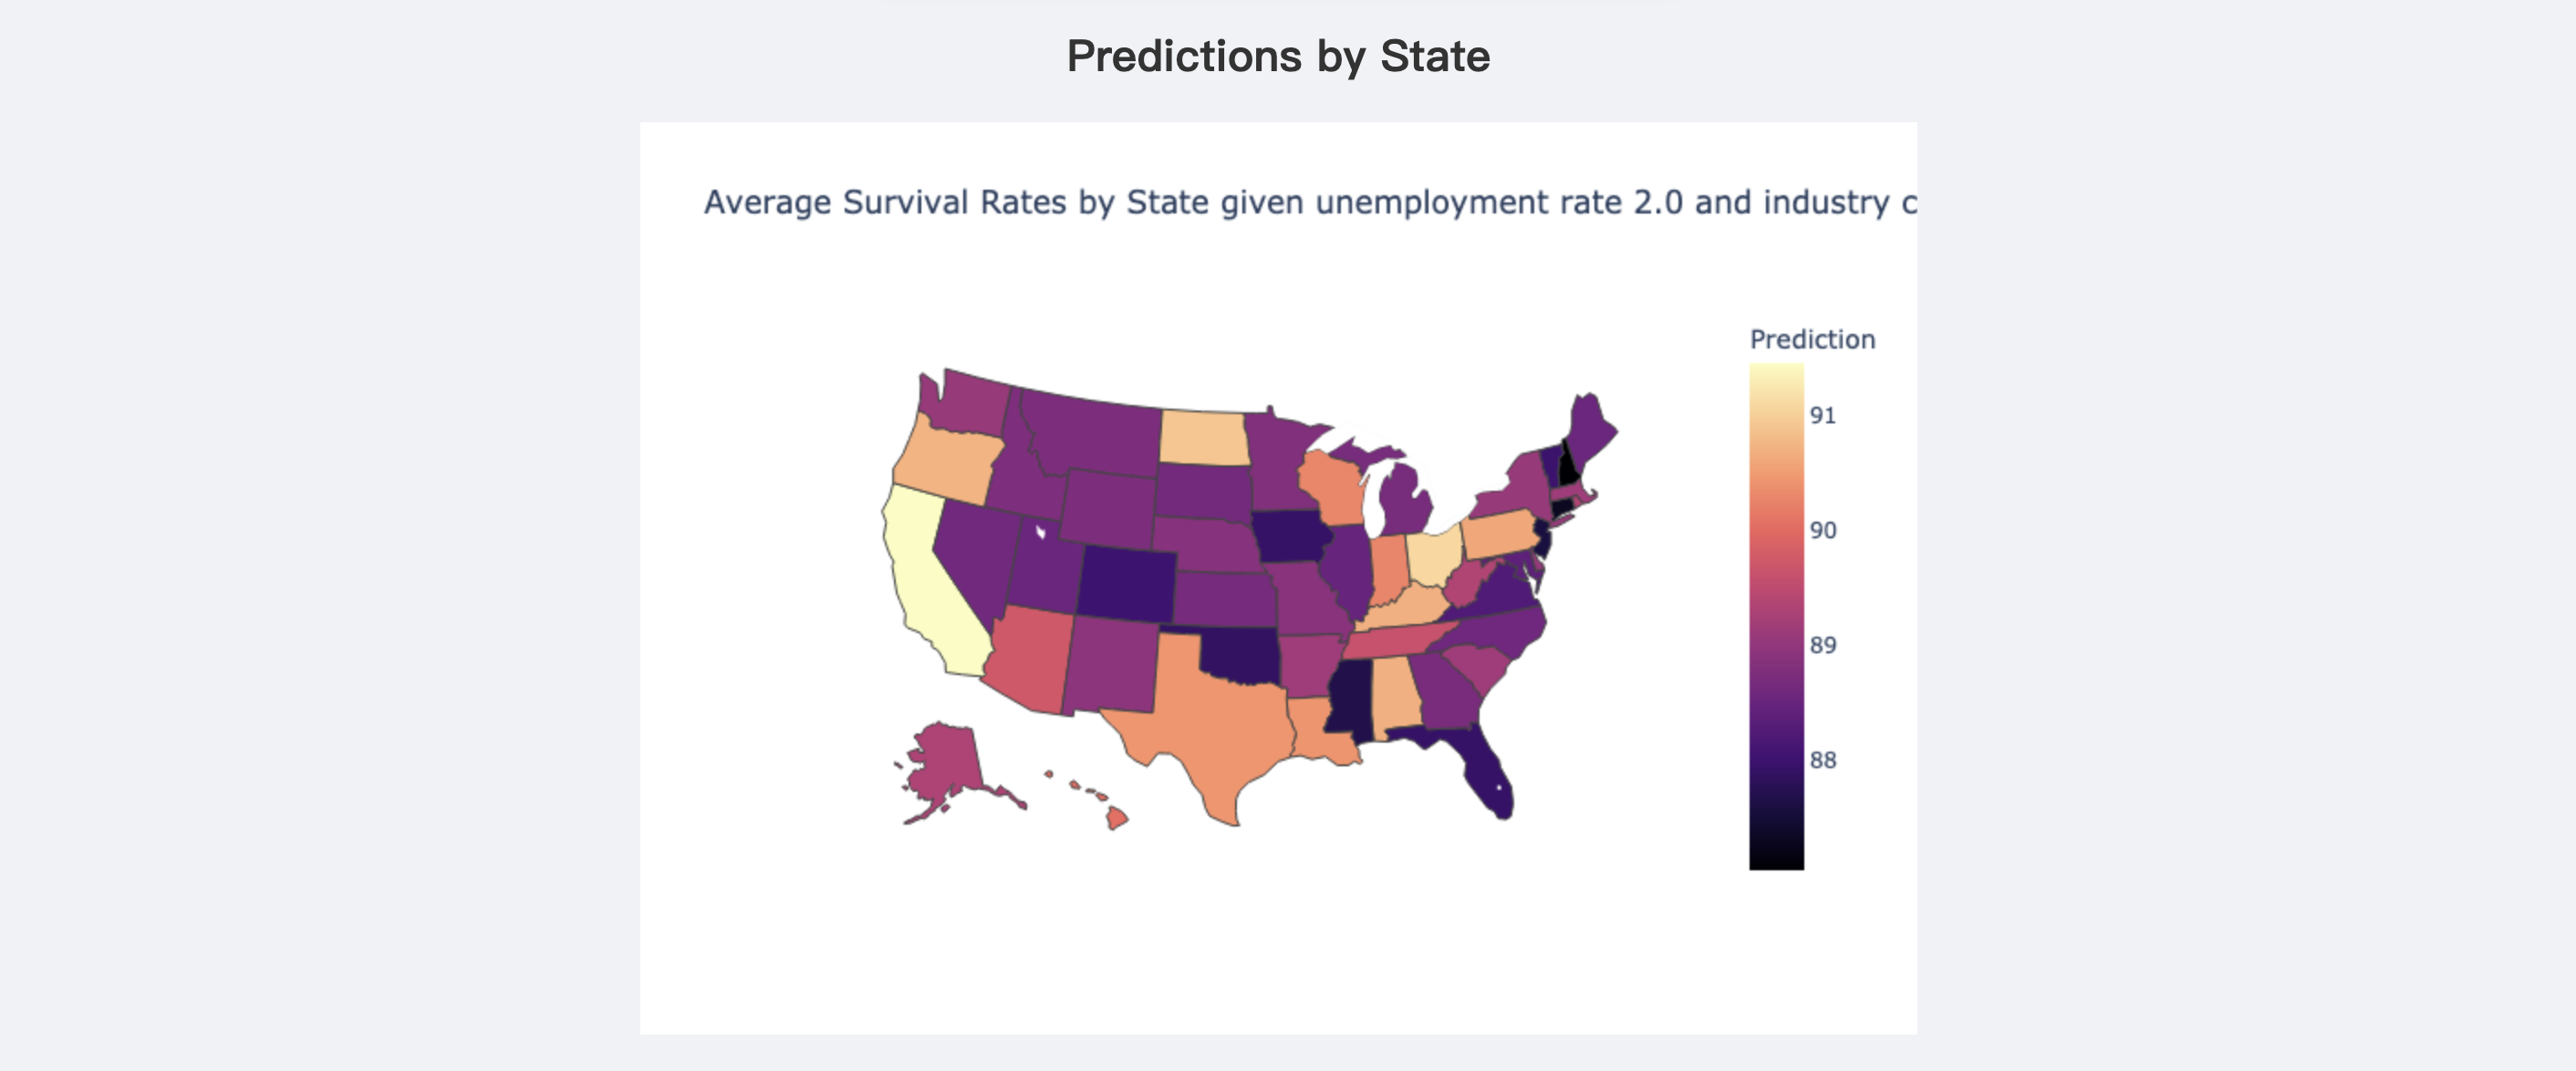 Predictions by State
Average Survival Rates by State given unemployment rate 2.0 and industry c
Prediction
91
90
89
88